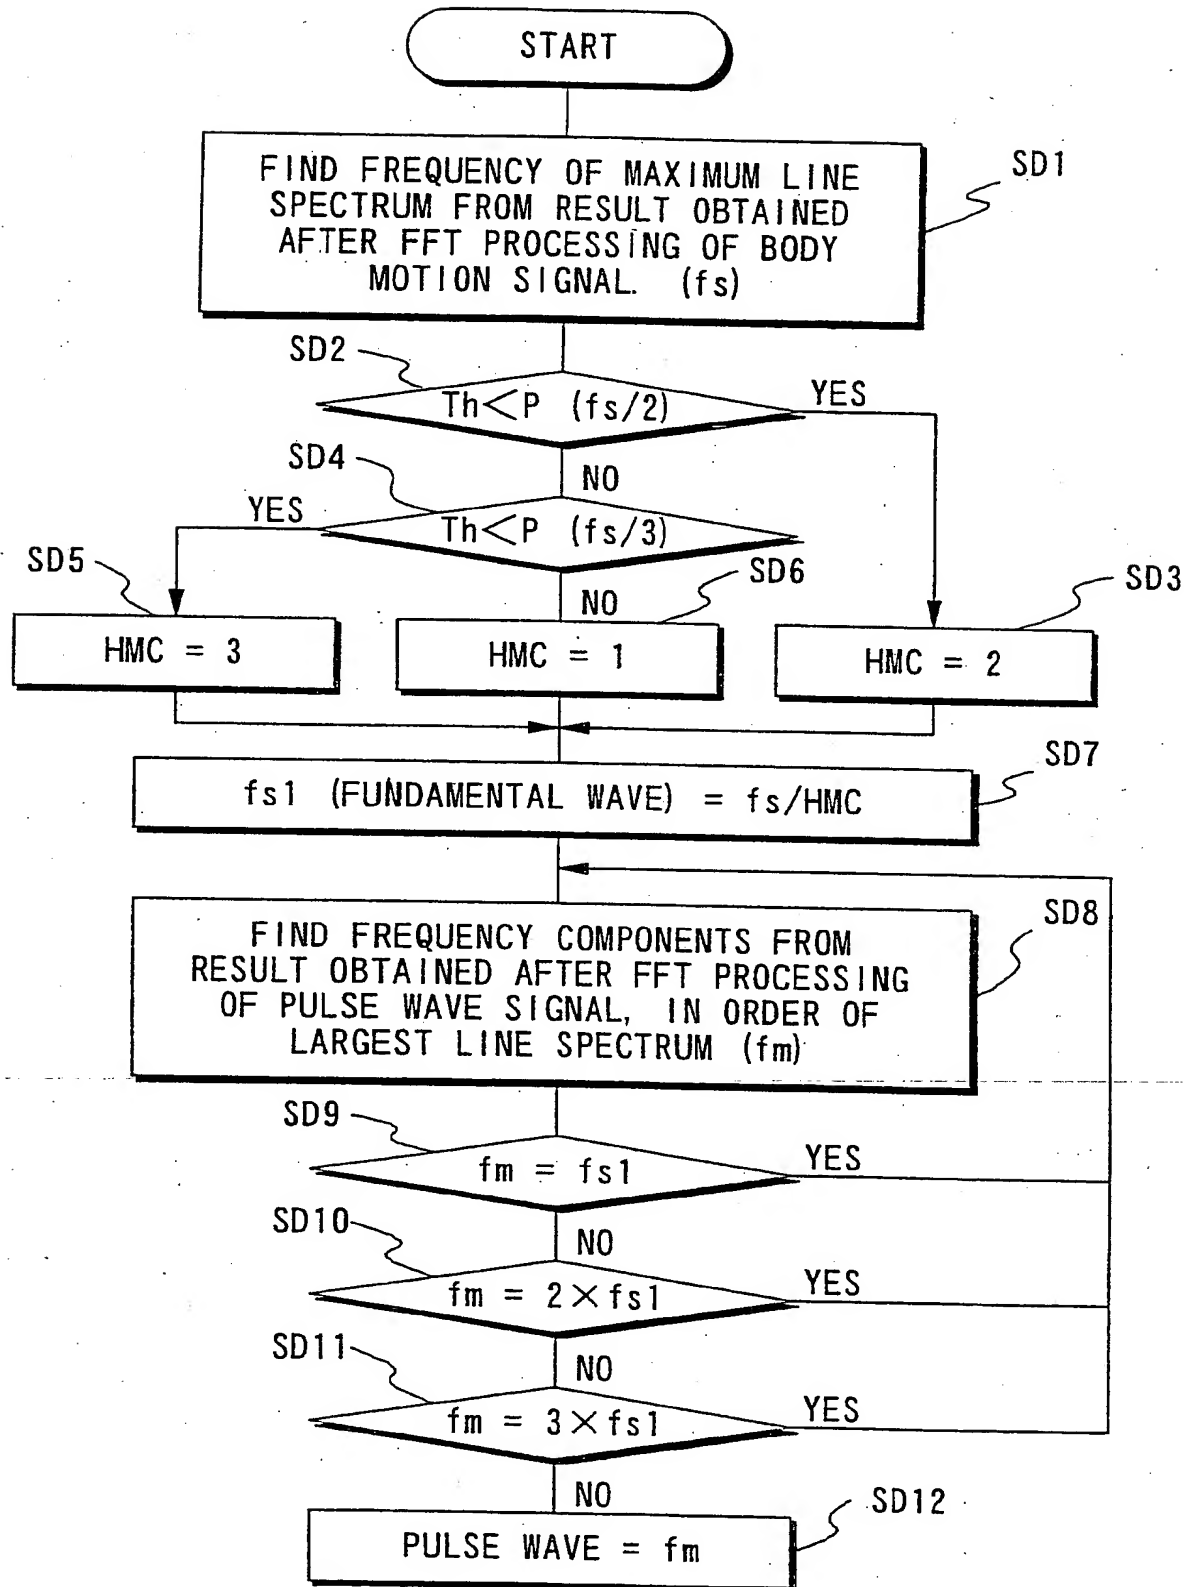 START
FIND FREQUENCY OF MAXIMUM LINE
SPECTRUM FROM RESULT OBTAINED
AFTER FFT PROCESSING OF BODY
MOTION SIGNAL. (fs)
SD1
SD2
Th<P (fs/2)
YES
NO
SD4
Th<P (fs/3)
YES
NO
SD5
HMC = 3
SD6
HMC = 1
SD3
HMC = 2
SD7
fs1 (FUNDAMENTAL WAVE) = fs/HMC
SD8
FIND FREQUENCY COMPONENTS FROM
RESULT OBTAINED AFTER FFT PROCESSING
OF PULSE WAVE SIGNAL, IN ORDER OF
LARGEST LINE SPECTRUM (fm)
SD9
fm = fs1
YES
NO
SD10
fm = 2×fs1
YES
NO
SD11
fm = 3×fs1
YES
NO
SD12
PULSE WAVE = fm